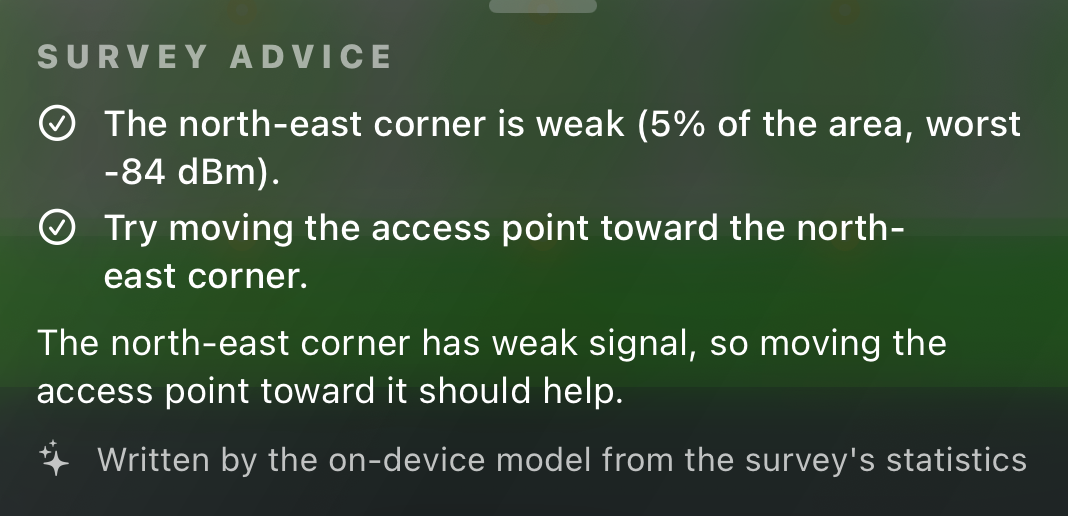 SURVEY ADVICE
The north-east corner is weak (5% of the area, worst
-84 dBm).
Try moving the access point toward the north-
east corner.
The north-east corner has weak signal, so moving the
access point toward it should help.
Written by the on-device model from the survey's statistics